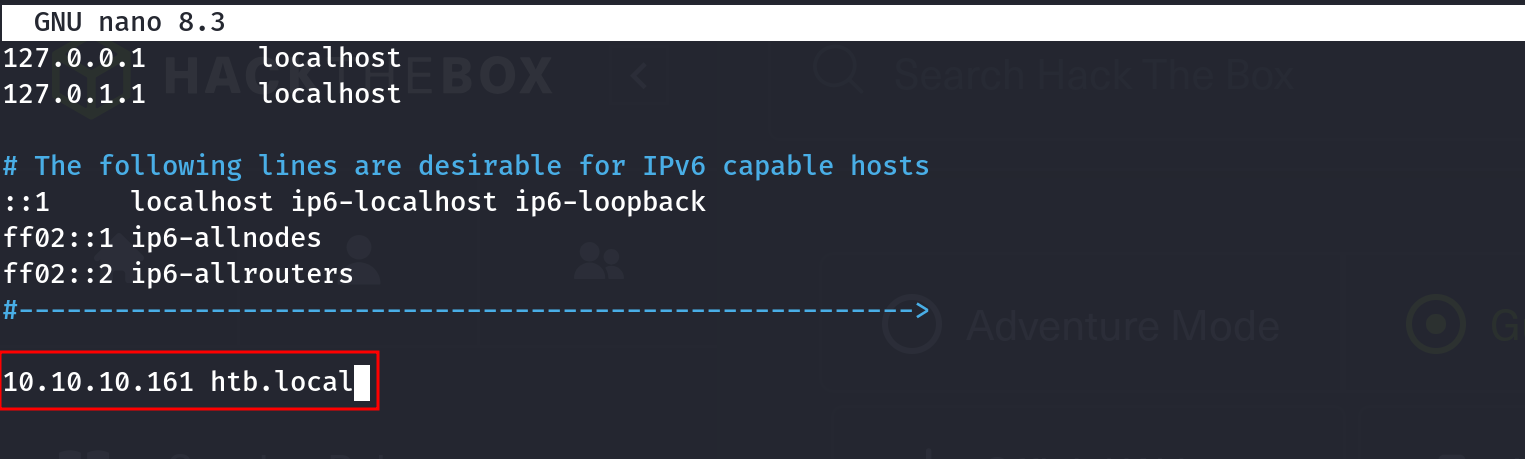 GNU nano 8.3
127.0.0.1       localhost
HACKTHEBOX
Search Hack The Box
127.0.1.1       localhost
# The following lines are desirable for IPv6 capable hosts
::1     localhost ip6-localhost ip6-loopback
ff02::1 ip6-allnodes
ff02::2 ip6-allrouters
#-------------------------------------------------------->
Adventure Mode
G
10.10.10.161 htb.local